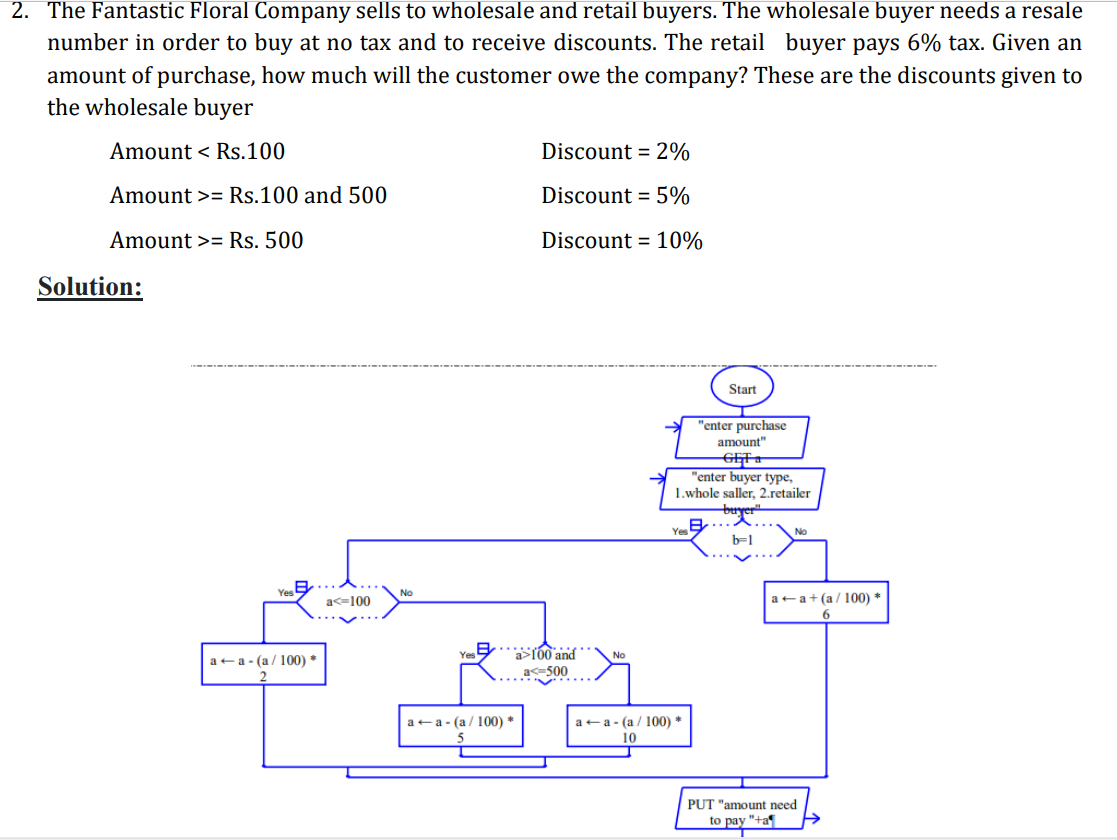 2. The Fantastic Floral Company sells to wholesale and retail buyers. The wholesale buyer needs a resale
number in order to buy at no tax and to receive discounts. The retail buyer pays 6% tax. Given an
amount of purchase, how much will the customer owe the company? These are the discounts given to
the wholesale buyer
Amount < Rs.100 Discount = 2%
Amount >= Rs.100 and 500 Discount = 5%
Amount >= Rs. 500 Discount = 10%
Solution:
Start
"enter purchase
amount"
GET a
"enter buyer type,
1.whole saller, 2.retailer
buyer"
Yes
b=1
No
Yes
a<=100
No
a ← a + (a / 100) *
6
a ← a - (a / 100) *
2
Yes
a>100 and
a<=500
No
a ← a - (a / 100) *
5
a ← a - (a / 100) *
10
PUT "amount need
to pay "+a¶